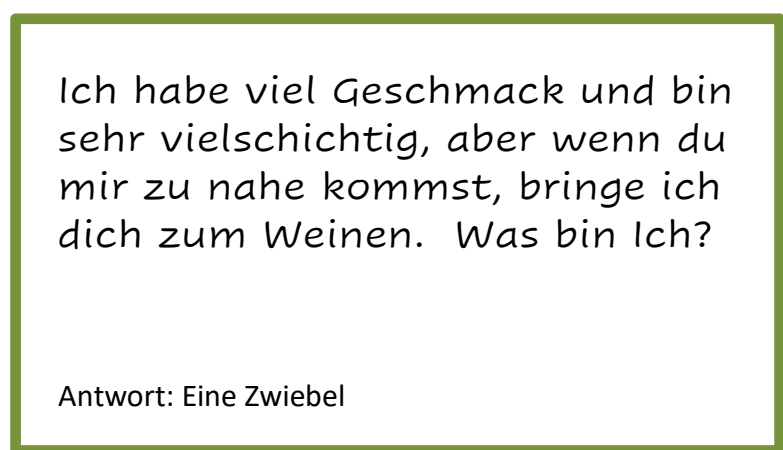 Ich habe viel Geschmack und bin
sehr vielschichtig, aber wenn du
mir zu nahe kommst, bringe ich
dich zum Weinen.  Was bin Ich?
Antwort: Eine Zwiebel